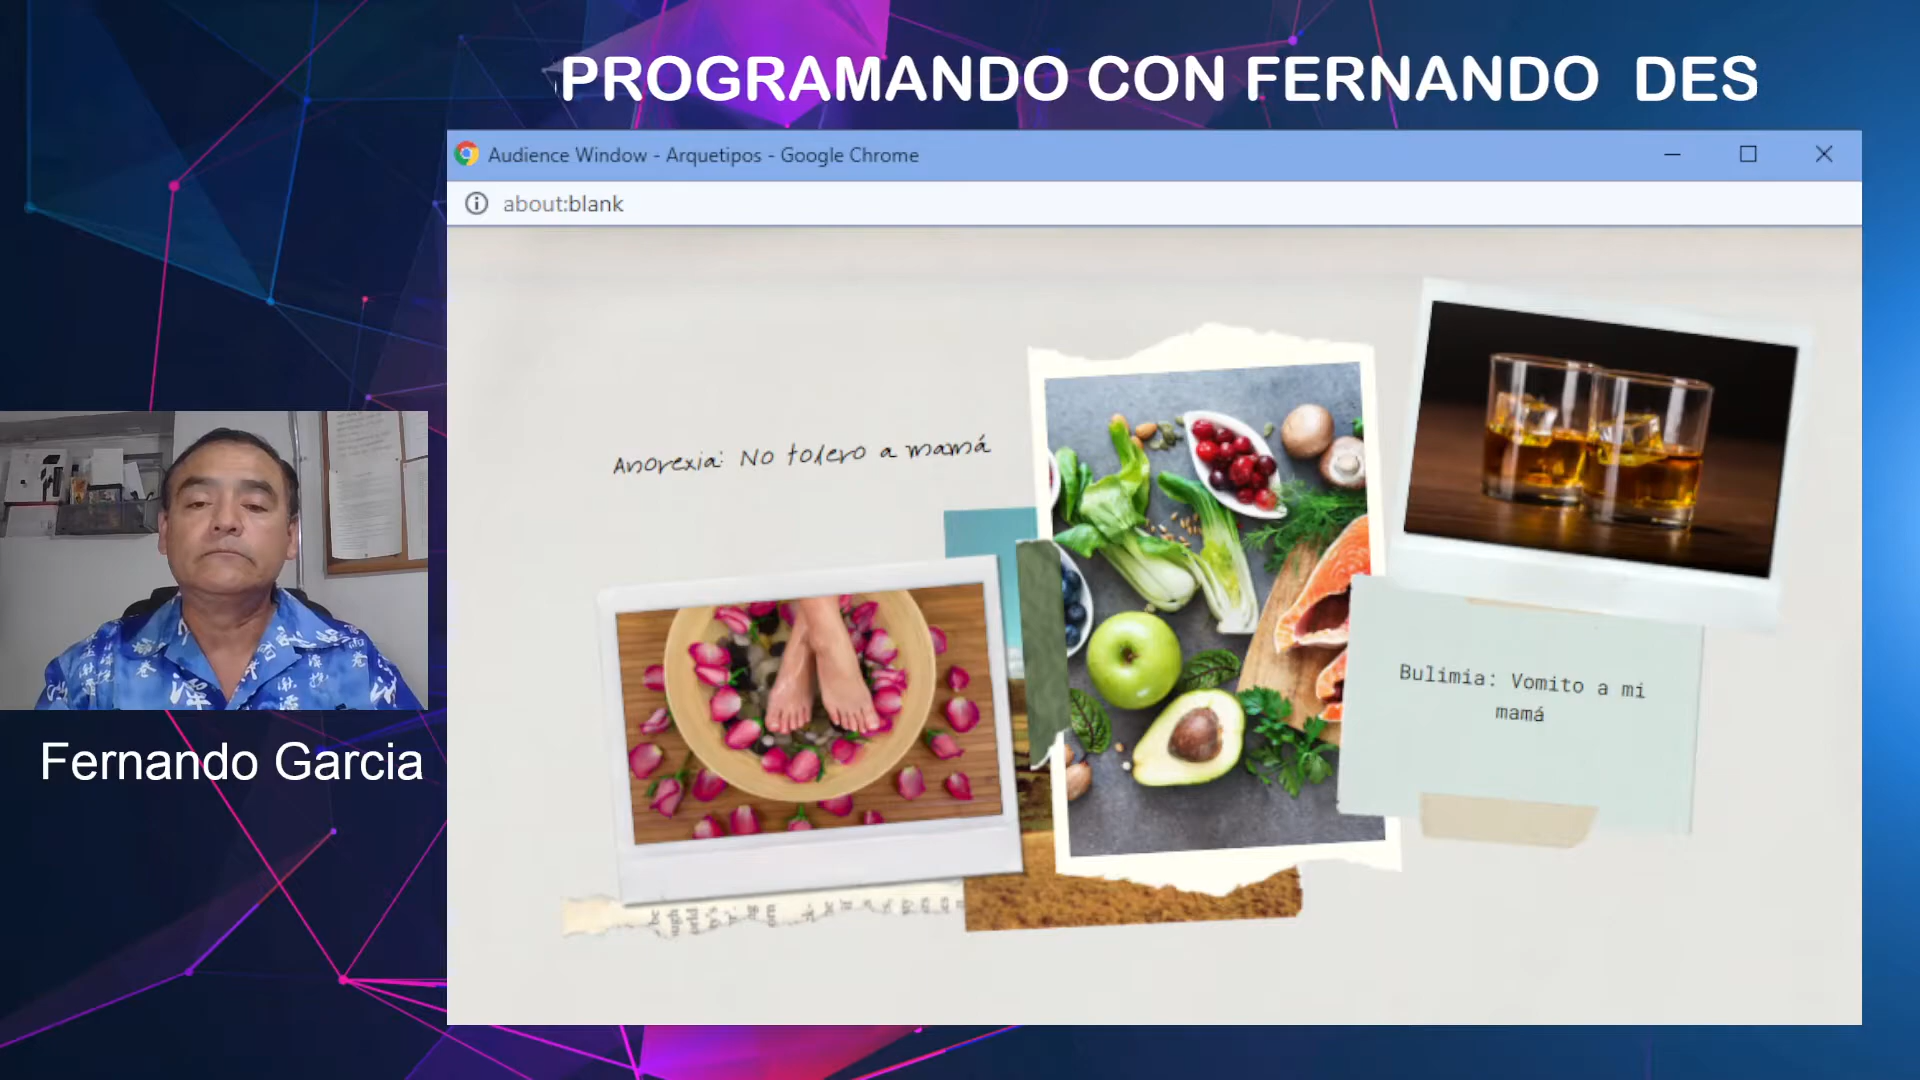 PROGRAMANDO CON FERNANDO DES
Audience Window - Arquetipos - Google Chrome
about:blank
Anorexia: No tolero a mamá
Bulimia: Vomito a mi
mamá
Fernando Garcia